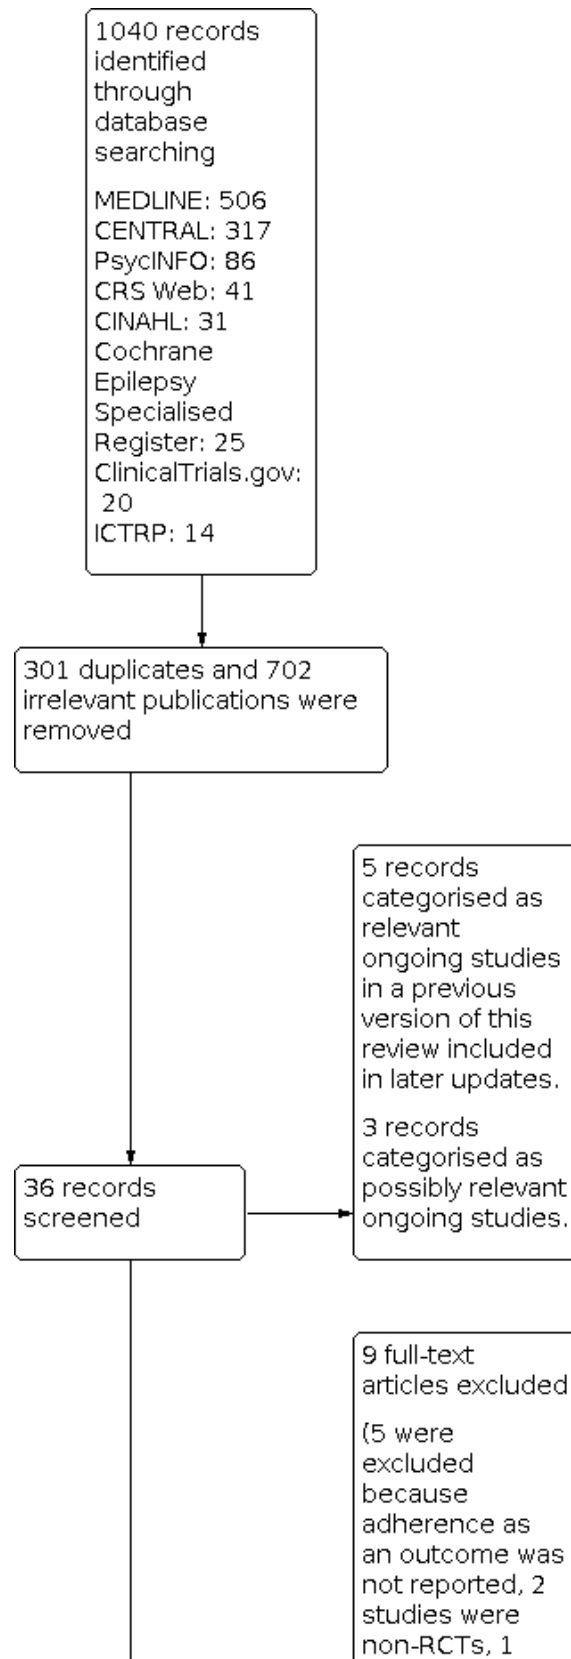 1040 records
identified
through
database
searching
MEDLINE: 506
CENTRAL: 317
PsycINFO: 86
CRS Web: 41
CINAHL: 31
Cochrane
Epilepsy
Specialised
Register: 25
ClinicalTrials.gov:
20
ICTRP: 14
301 duplicates and 702
irrelevant publications were
removed
5 records
categorised as
relevant
ongoing studies
in a previous
version of this
review included
in later updates.
3 records
categorised as
possibly relevant
ongoing studies.
36 records
screened
9 full-text
articles excluded
(5 were
excluded
because
adherence as
an outcome was
not reported, 2
studies were
non-RCTs, 1